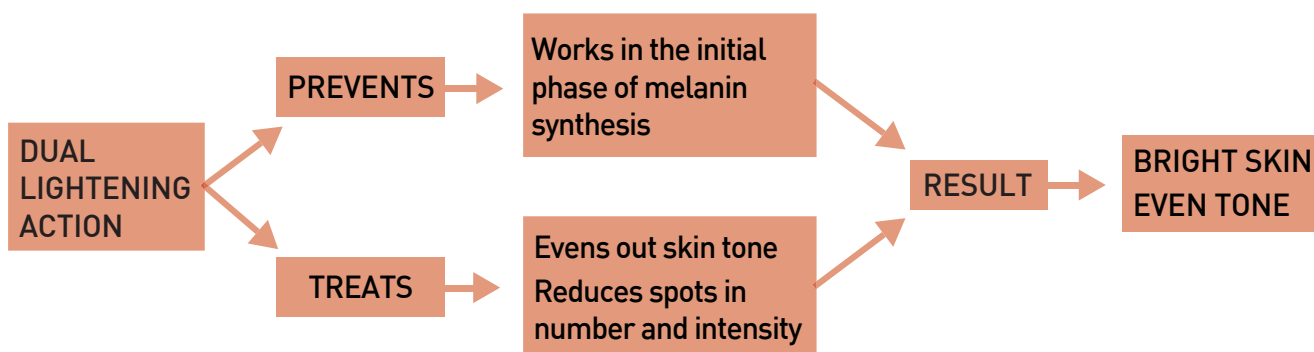 DUAL
LIGHTENING
ACTION
PREVENTS
Works in the initial
phase of melanin
synthesis
TREATS
Evens out skin tone
Reduces spots in
number and intensity
RESULT
BRIGHT SKIN
EVEN TONE